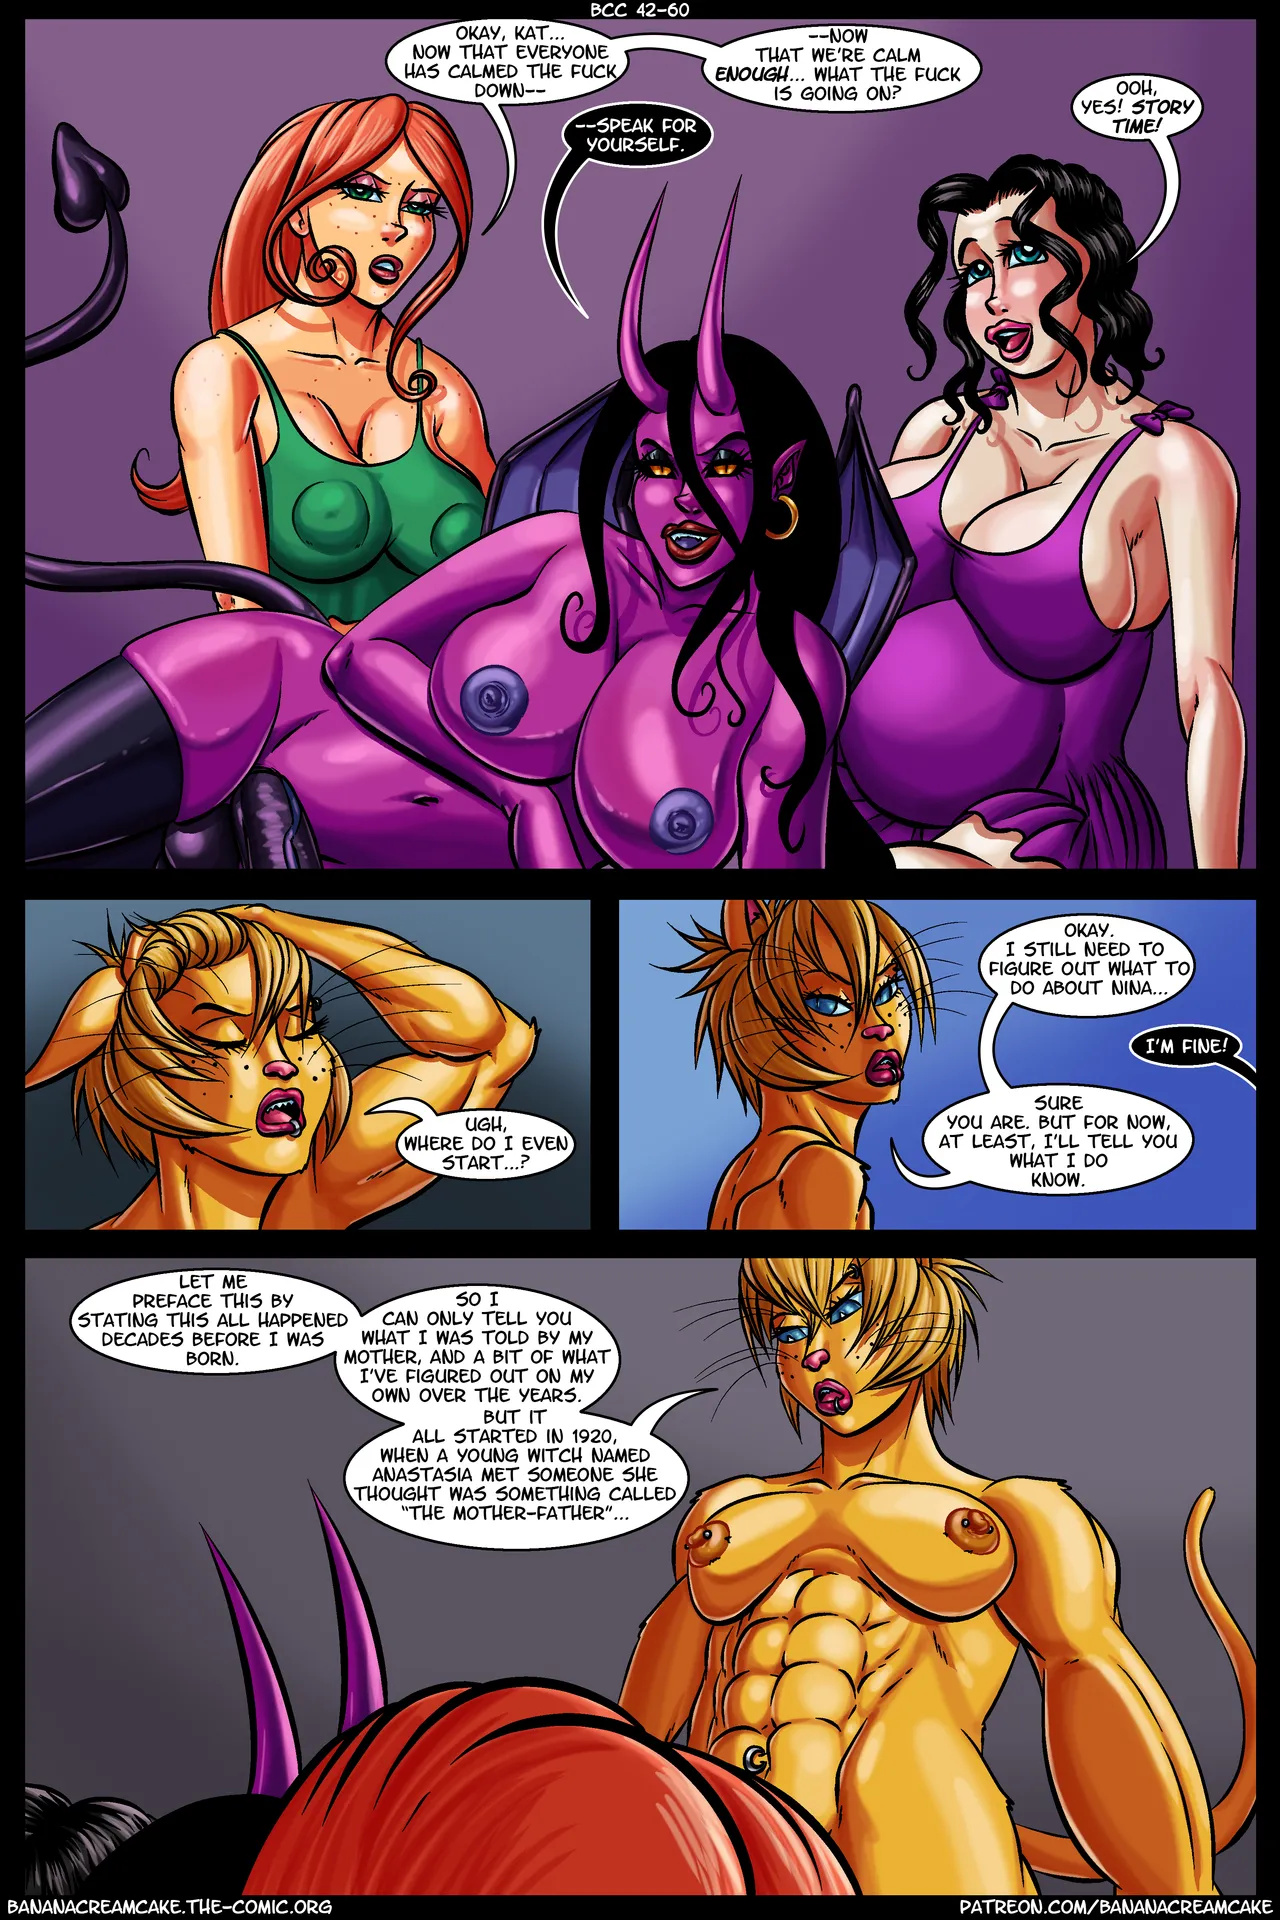 BCC 42-60
OKAY, KAT...
NOW THAT EVERYONE
HAS CALMED THE FUCK
DOWN--
--NOW
THAT WE'RE CALM
ENOUGH... WHAT THE FUCK
IS GOING ON?
--SPEAK FOR
YOURSELF.
OOH,
YES! STORY
TIME!
UGH,
WHERE DO I EVEN
START...?
OKAY.
I STILL NEED TO
FIGURE OUT WHAT TO
DO ABOUT NINA...
I'M FINE!
SURE
YOU ARE. BUT FOR NOW,
AT LEAST, I'LL TELL YOU
WHAT I DO
KNOW.
LET ME
PREFACE THIS BY
STATING THIS ALL HAPPENED
DECADES BEFORE I WAS
BORN.
SO I
CAN ONLY TELL YOU
WHAT I WAS TOLD BY MY
MOTHER, AND A BIT OF WHAT
I'VE FIGURED OUT ON MY
OWN OVER THE YEARS.
BUT IT
ALL STARTED IN 1920,
WHEN A YOUNG WITCH NAMED
ANASTASIA MET SOMEONE SHE
THOUGHT WAS SOMETHING CALLED
"THE MOTHER-FATHER"...
BANANACREAMCAKE.THE-COMIC.ORG
PATREON.COM/BANANACREAMCAKE